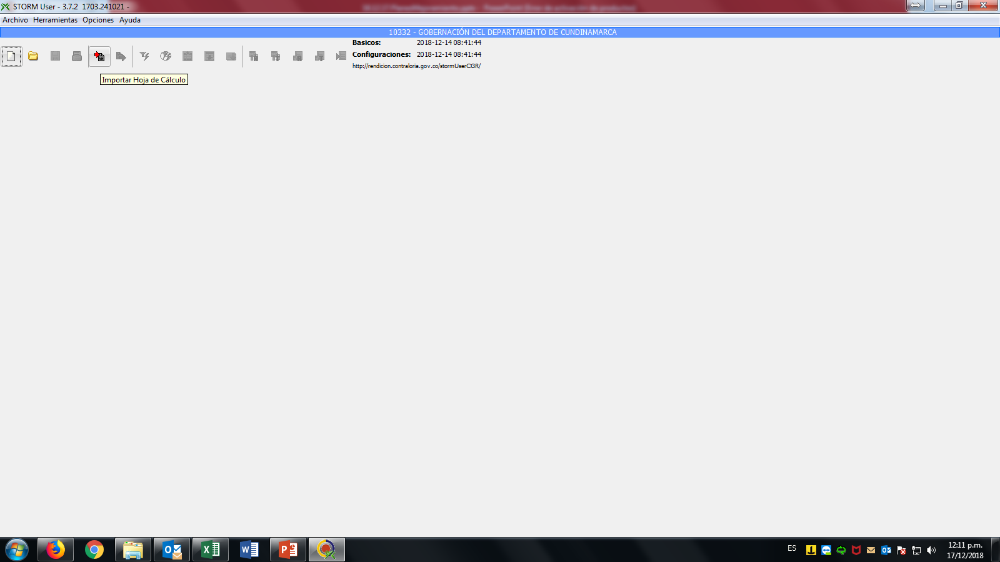 STORM User - 3.7.2  1703.241021 -
Archivo Herramientas Opciones Ayuda
10332 - GOBERNACIÓN DEL DEPARTAMENTO DE CUNDINAMARCA
Basicos: 2018-12-14 08:41:44
Configuraciones: 2018-12-14 08:41:44
http://rendicion.contraloria.gov.co/stormUserCGR/
Importar Hoja de Cálculo
ES
12:11 p.m.
17/12/2018